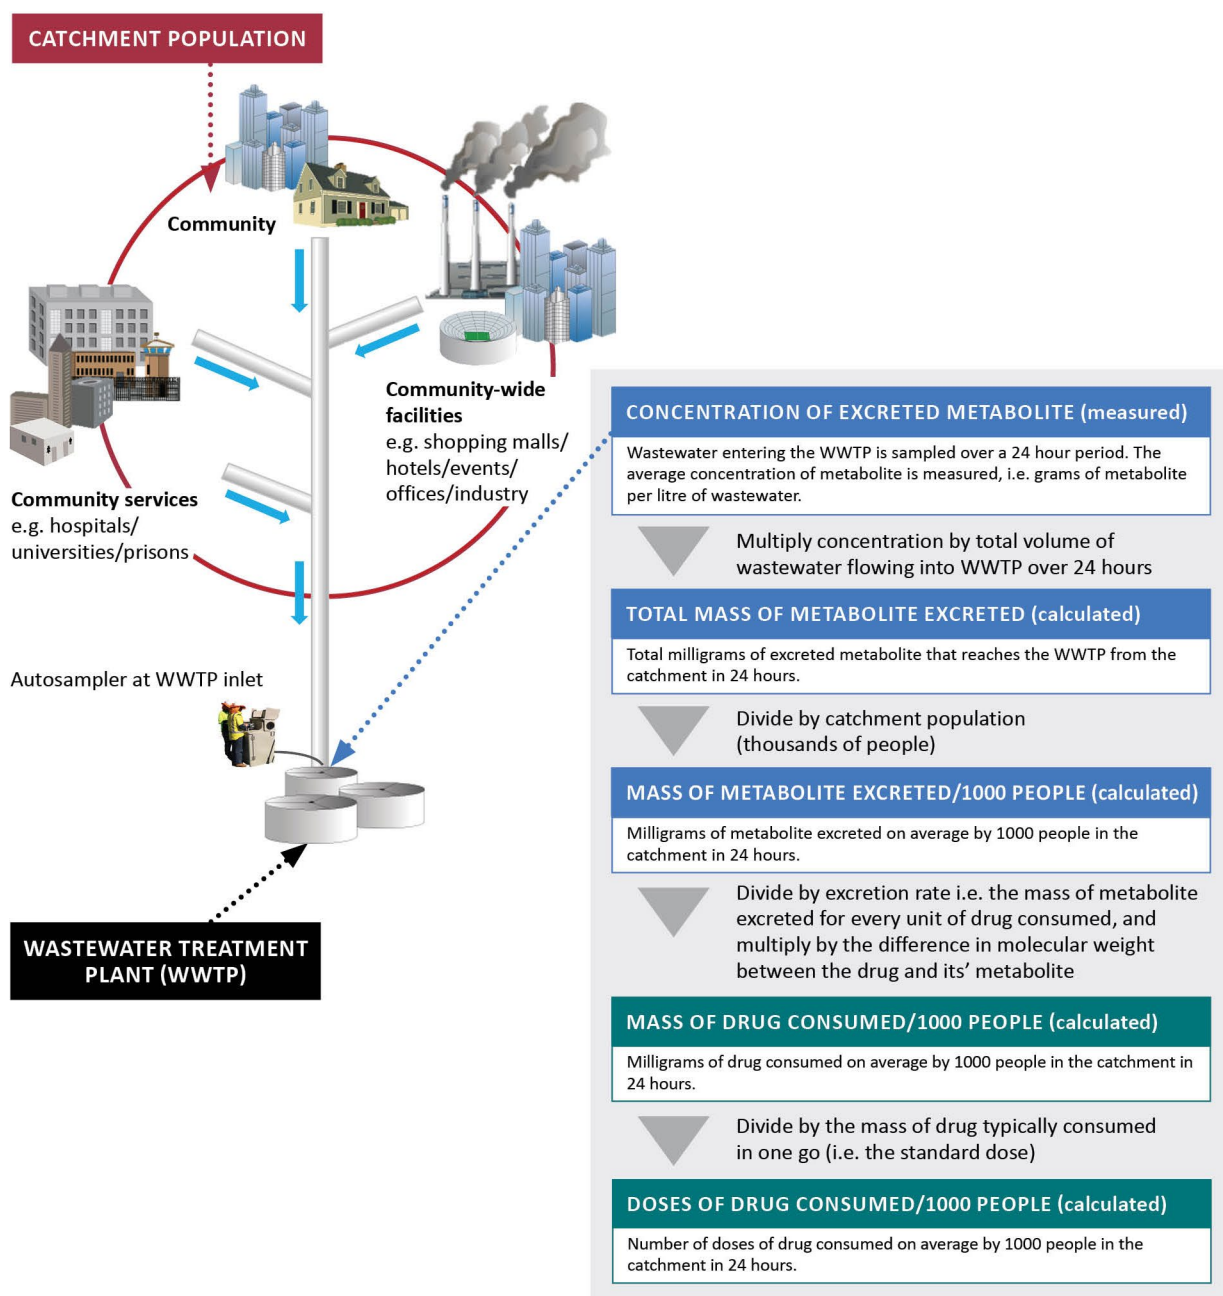 CATCHMENT POPULATION
Community
Community-wide
facilities
e.g. shopping malls/
hotels/events/
offices/industry
Community services
e.g. hospitals/
universities/prisons
Autosampler at WWTP inlet
WASTEWATER TREATMENT
PLANT (WWTP)
CONCENTRATION OF EXCRETED METABOLITE (measured)
Wastewater entering the WWTP is sampled over a 24 hour period. The
average concentration of metabolite is measured, i.e. grams of metabolite
per litre of wastewater.
Multiply concentration by total volume of
wastewater flowing into WWTP over 24 hours
TOTAL MASS OF METABOLITE EXCRETED (calculated)
Total milligrams of excreted metabolite that reaches the WWTP from the
catchment in 24 hours.
Divide by catchment population
(thousands of people)
MASS OF METABOLITE EXCRETED/1000 PEOPLE (calculated)
Milligrams of metabolite excreted on average by 1000 people in the
catchment in 24 hours.
Divide by excretion rate i.e. the mass of metabolite
excreted for every unit of drug consumed, and
multiply by the difference in molecular weight
between the drug and its’ metabolite
MASS OF DRUG CONSUMED/1000 PEOPLE (calculated)
Milligrams of drug consumed on average by 1000 people in the catchment in
24 hours.
Divide by the mass of drug typically consumed
in one go (i.e. the standard dose)
DOSES OF DRUG CONSUMED/1000 PEOPLE (calculated)
Number of doses of drug consumed on average by 1000 people in the
catchment in 24 hours.